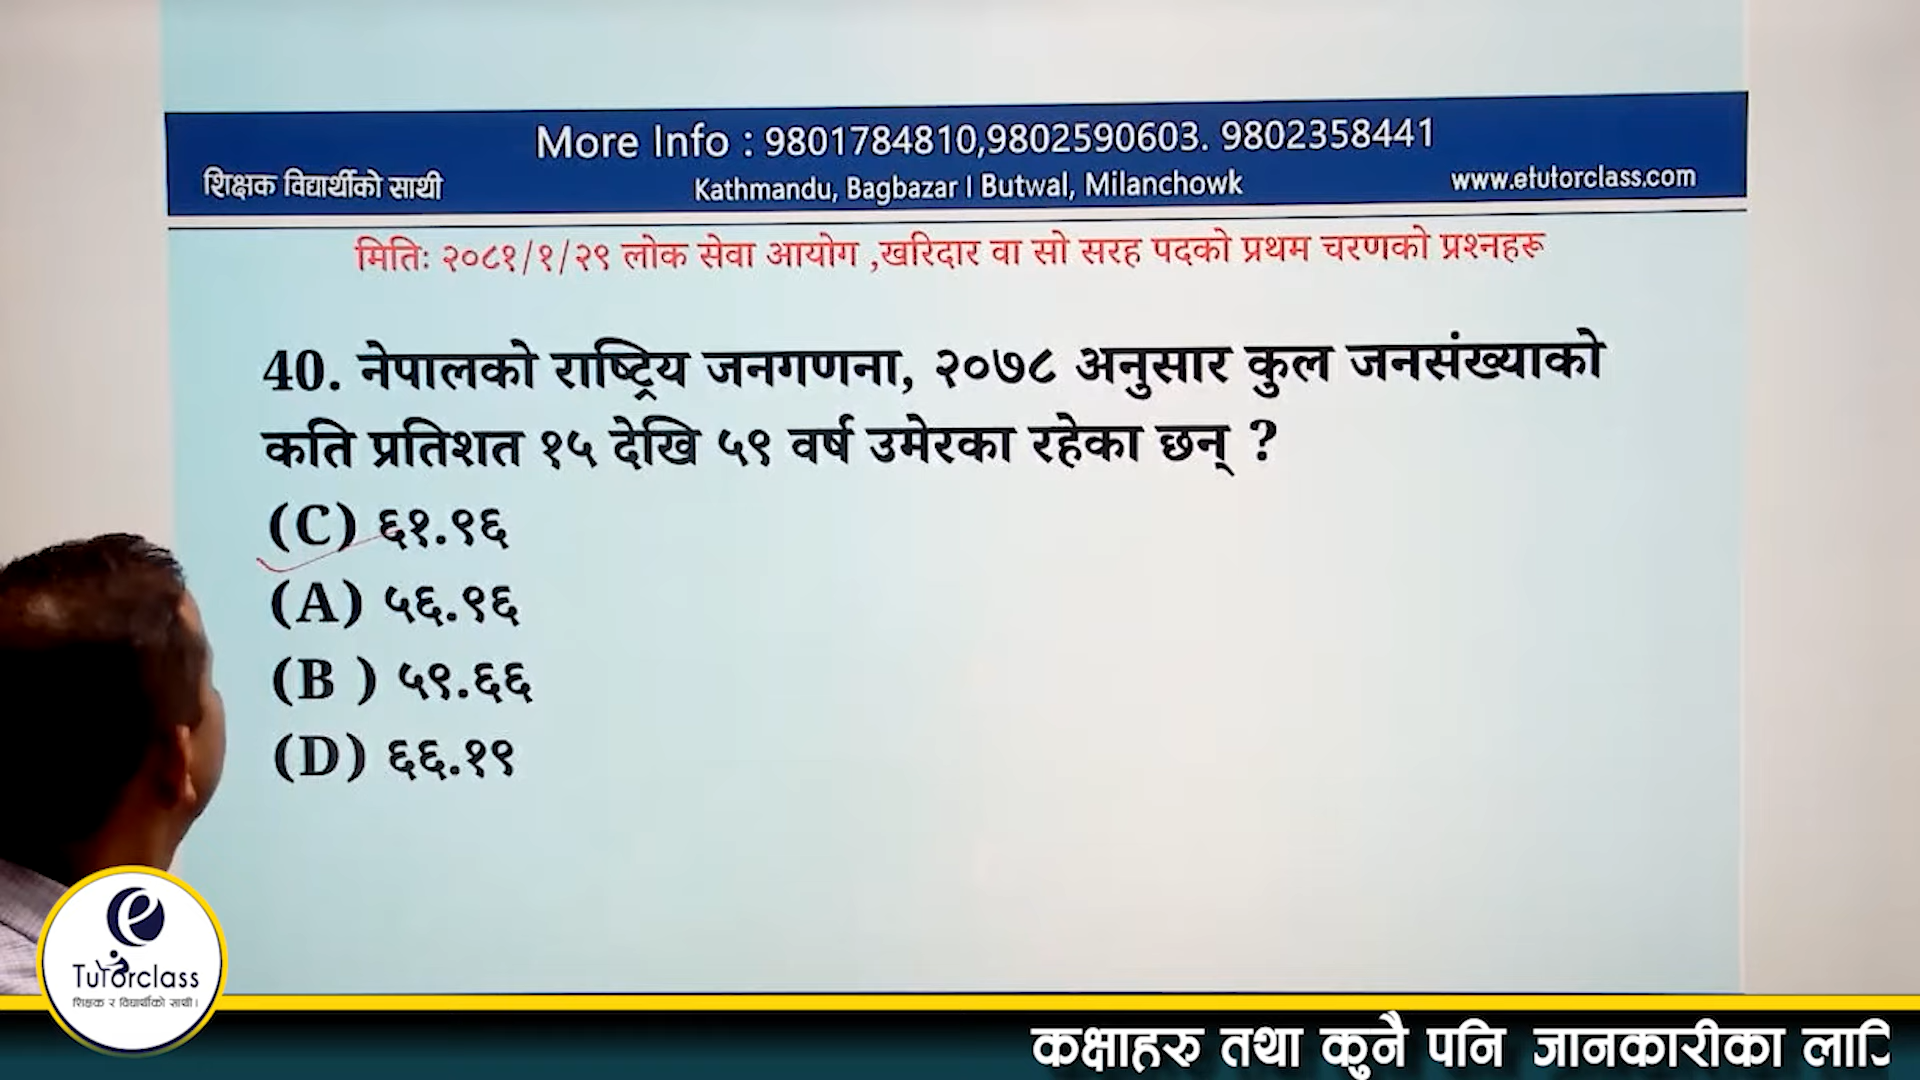 More Info : 9801784810,9802590603. 9802358441
शिक्षक विद्यार्थीको साथी
Kathmandu, Bagbazar | Butwal, Milanchowk
www.etutorclass.com
मितिः २०८१/१/२९ लोक सेवा आयोग ,खरिदार वा सो सरह पदको प्रथम चरणको प्रश्नहरू
40. नेपालको राष्ट्रिय जनगणना, २०७८ अनुसार कुल जनसंख्याको
कति प्रतिशत १५ देखि ५९ वर्ष उमेरका रहेका छन् ?
(C) ६१.९६
(A) ५६.९६
(B ) ५९.६६
(D) ६६.१९
e
Tutorclass
शिक्षक र विद्यार्थीको साथी।
कक्षाहरु तथा कुनै पनि जानकारीका